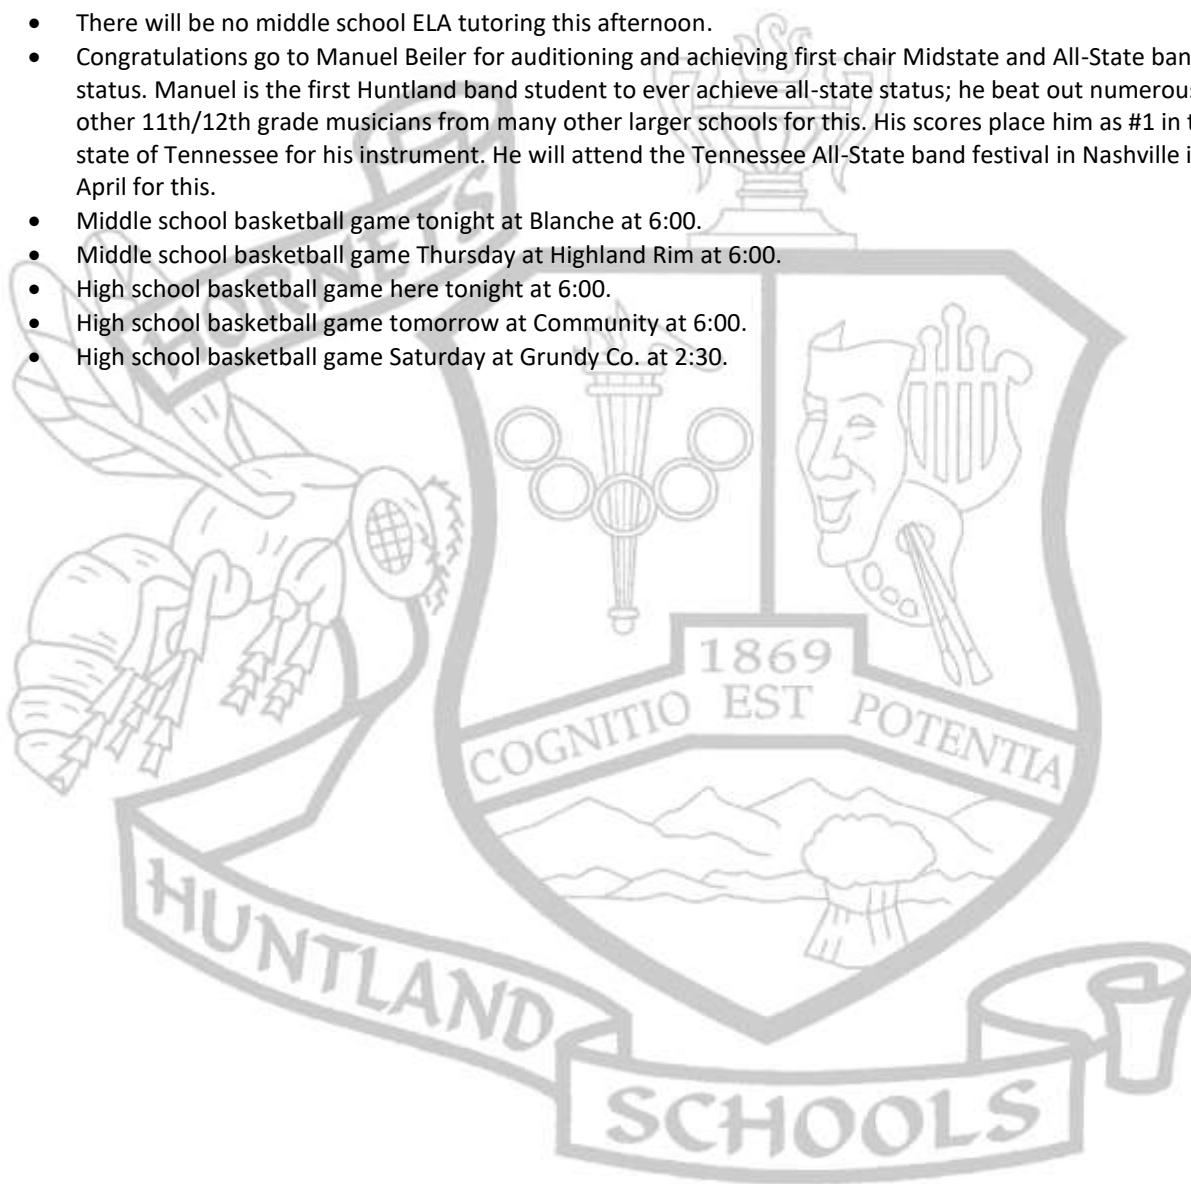 • There will be no middle school ELA tutoring this afternoon.
• Congratulations go to Manuel Beiler for auditioning and achieving first chair Midstate and All-State ban
status. Manuel is the first Huntland band student to ever achieve all-state status; he beat out numerous
other 11th/12th grade musicians from many other larger schools for this. His scores place him as #1 in t
state of Tennessee for his instrument. He will attend the Tennessee All-State band festival in Nashville i
April for this.
• Middle school basketball game tonight at Blanche at 6:00.
• Middle school basketball game Thursday at Highland Rim at 6:00.
• High school basketball game here tonight at 6:00.
• High school basketball game tomorrow at Community at 6:00.
• High school basketball game Saturday at Grundy Co. at 2:30.
HORNETS
1869
COGNITIO EST POTENTIA
HUNTLAND
SCHOOLS